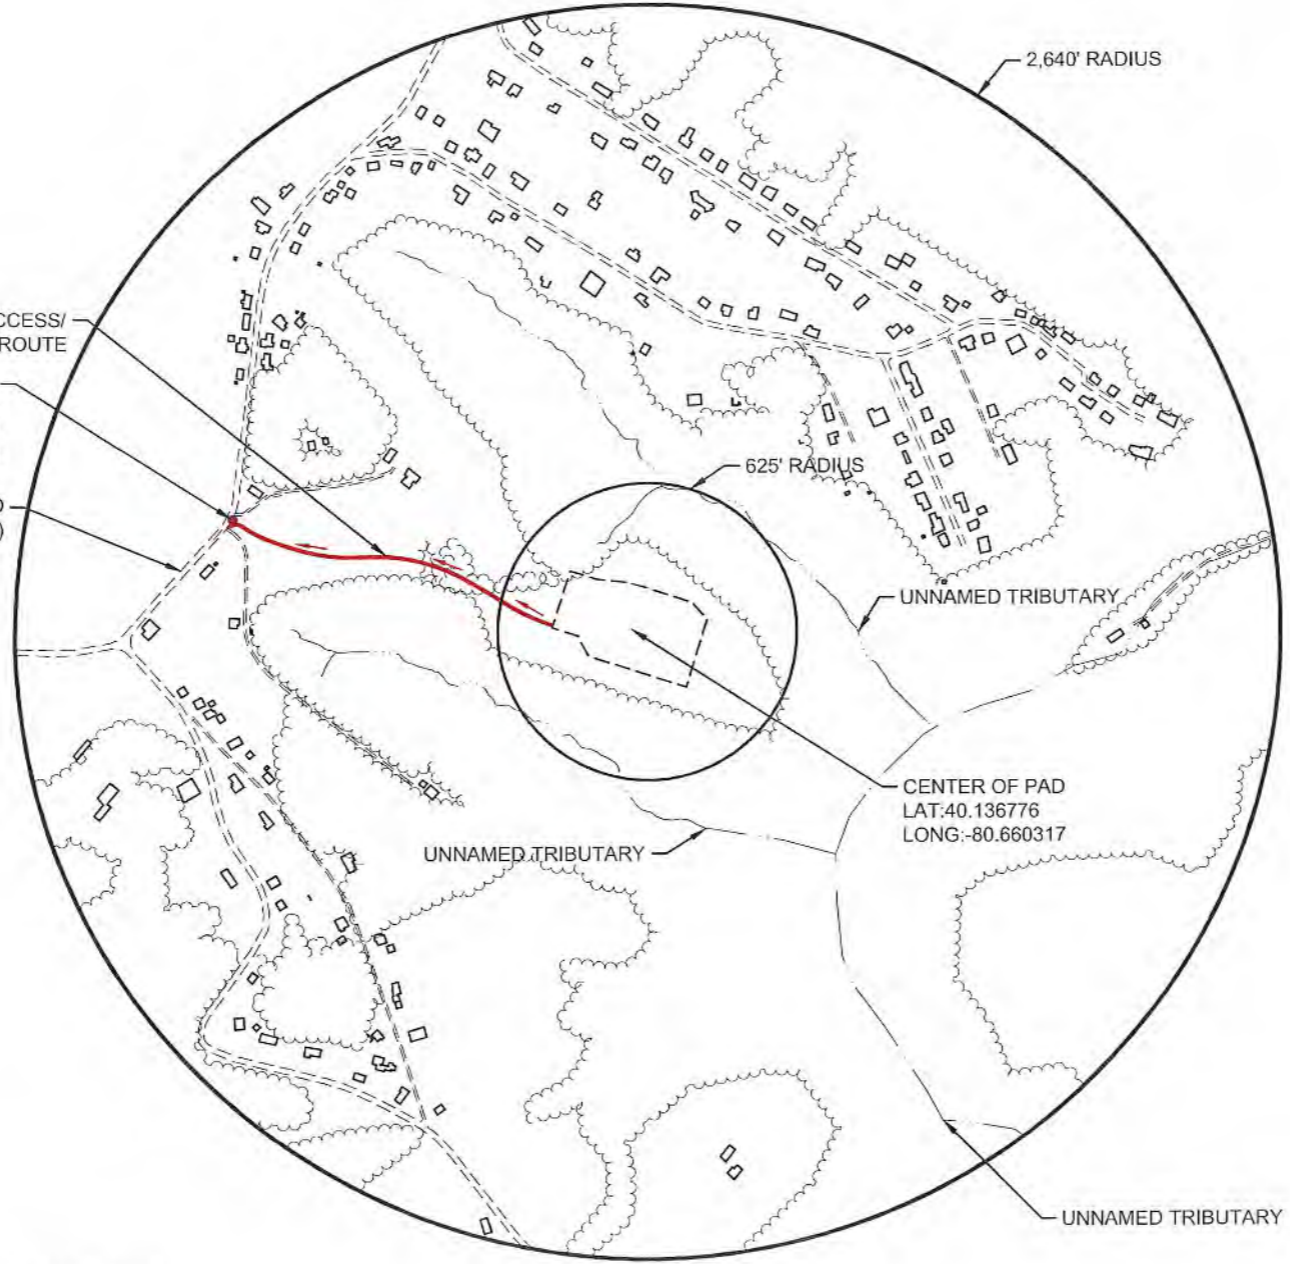 2,640' RADIUS
CCESS/
ROUTE
625' RADIUS
UNNAMED TRIBUTARY
CENTER OF PAD
LAT:40.136776
LONG:-80.660317
UNNAMED TRIBUTARY
UNNAMED TRIBUTARY